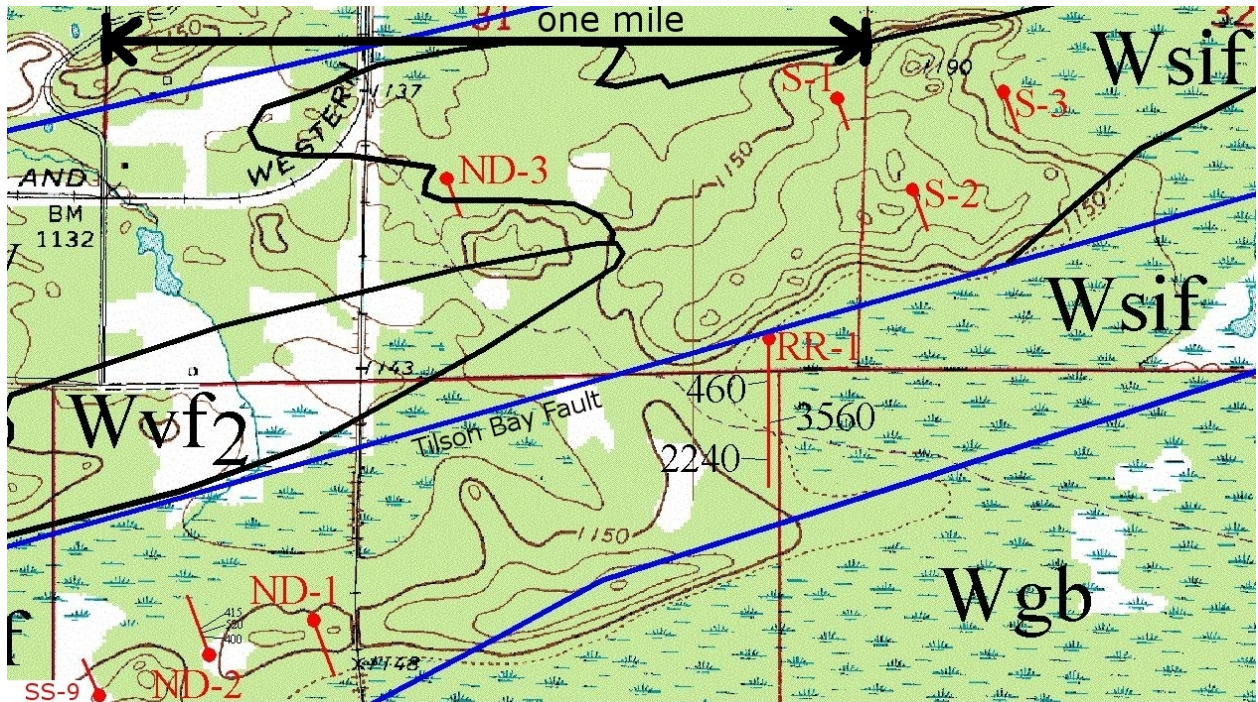 1150
31
one mile
32
1190
Wsif
S-1
1137
S-3
WESTERN
AND
ND-3
1150
S-2
BM
1132
1150
Wsif
RR-1
1143
460
Wvf2
Tilson Bay Fault
3560
2240
1150
ND-1
Wgb
415
400
f
1148
ND-2
SS-9